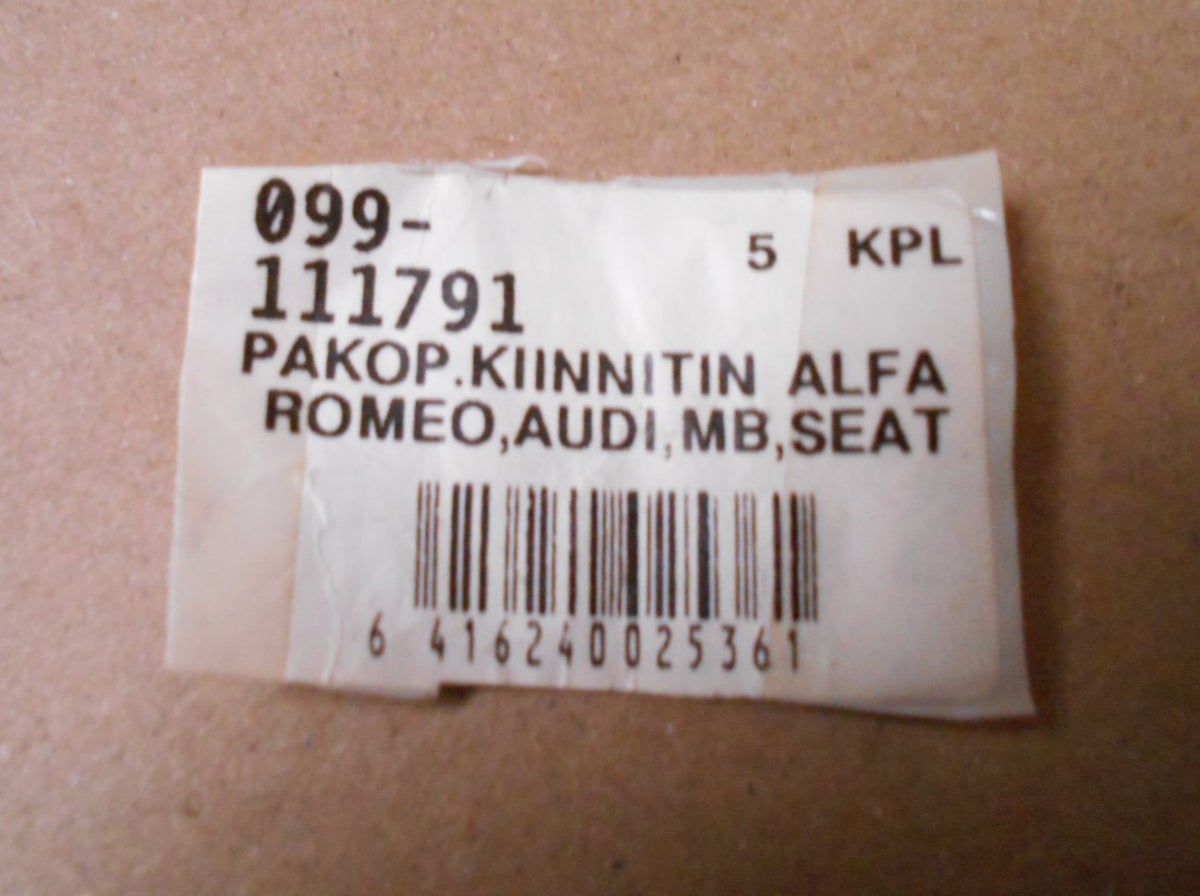 099-
5 KPL
111791
PAKOP.KIINNITIN ALFA
ROMEO,AUDI,MB,SEAT
6 416240025361